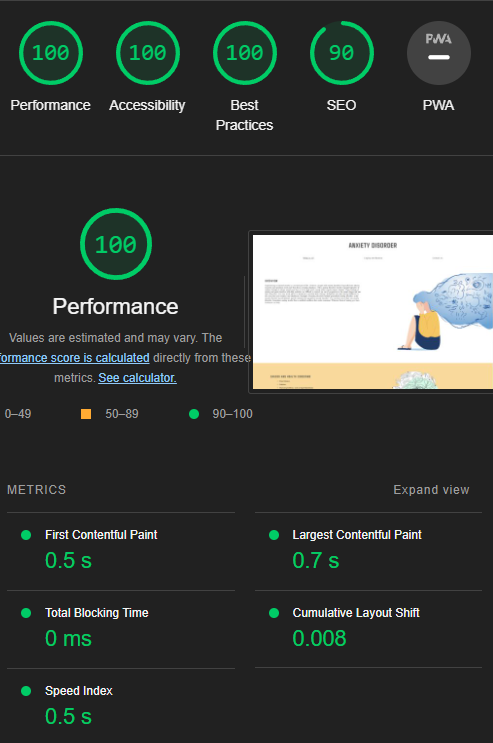 100
100
100
90
PWA
Performance
Accessibility
Best
Practices
SEO
PWA
100
Performance
Values are estimated and may vary. The
formance score is calculated directly from these
metrics. See calculator.
0–49
50–89
90–100
ANXIETY DISORDER
METRICS
Expand view
First Contentful Paint
0.5 s
Largest Contentful Paint
0.7 s
Total Blocking Time
0 ms
Cumulative Layout Shift
0.008
Speed Index
0.5 s